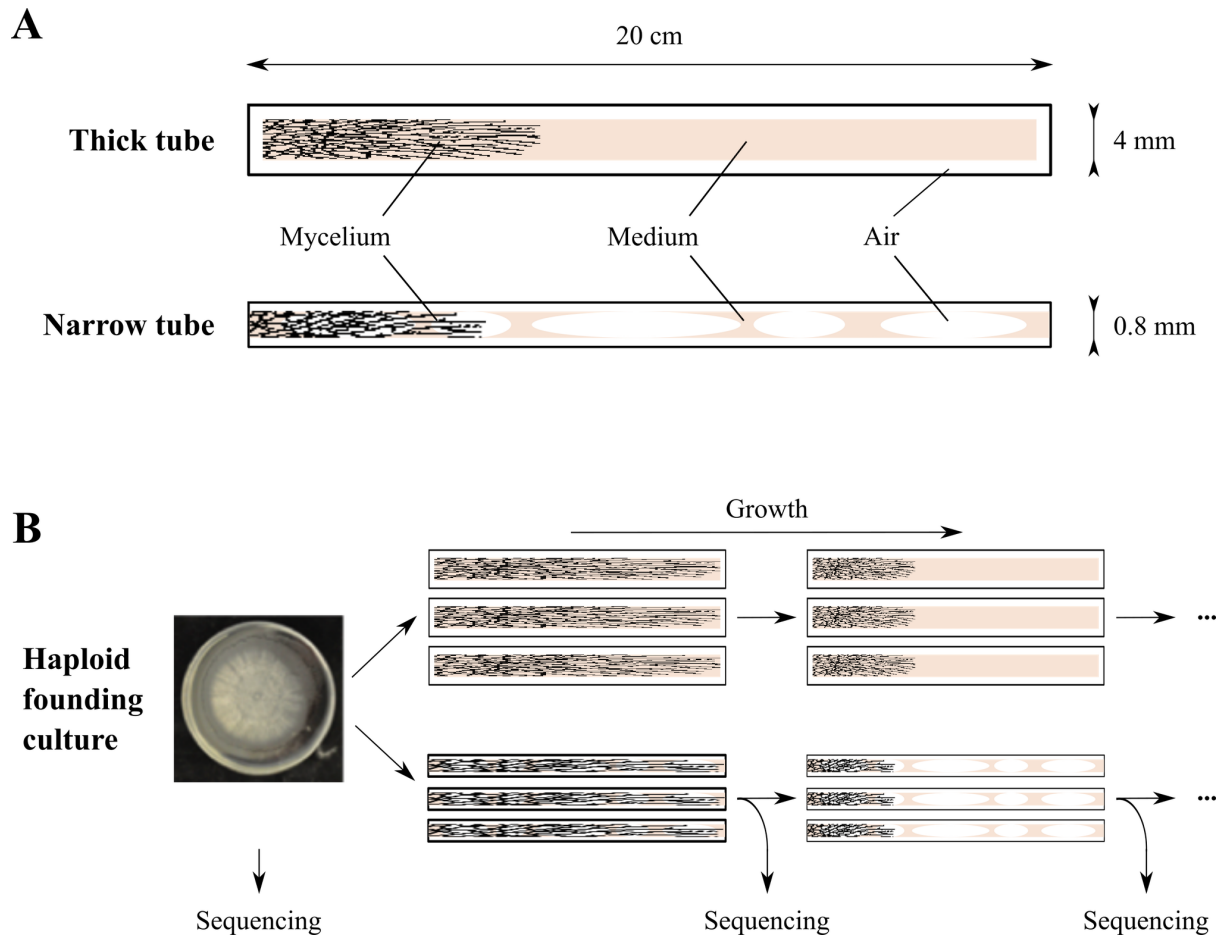 A
20 cm
Thick tube
4 mm
Mycelium
Medium
Air
Narrow tube
0.8 mm
B
Growth
Haploid
founding
culture
...
...
Sequencing
Sequencing
Sequencing